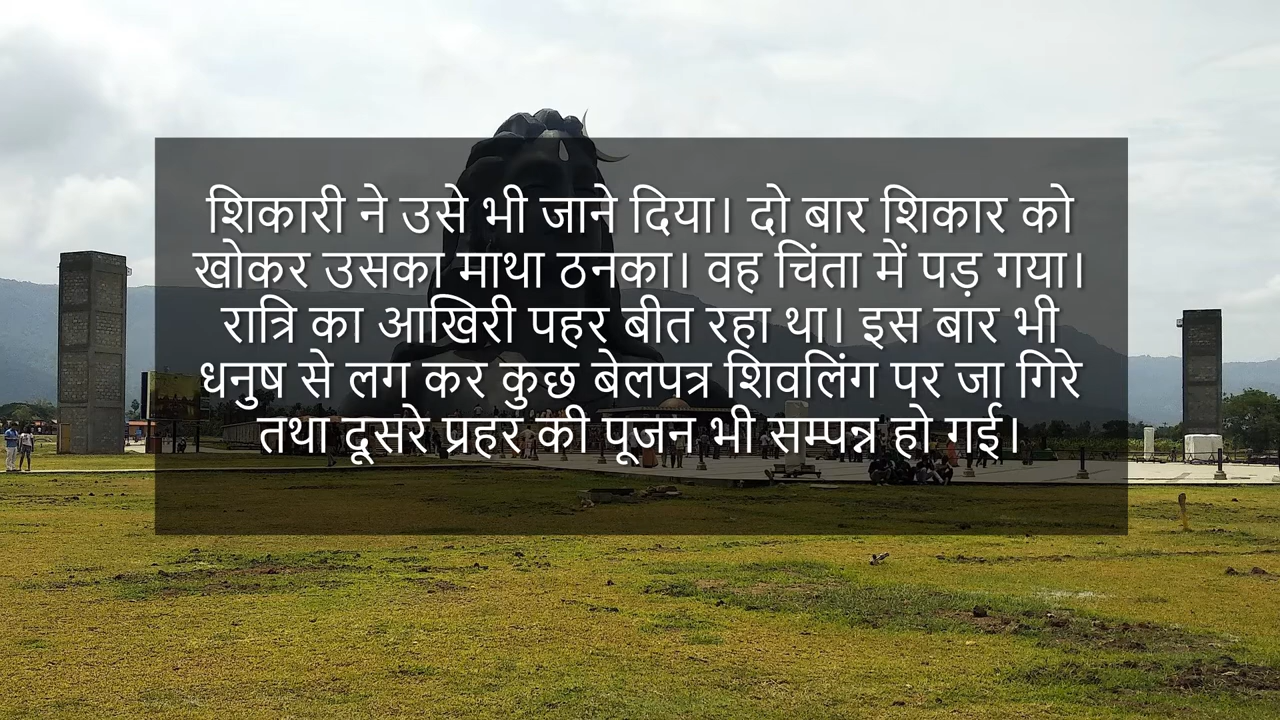 शिकारी ने उसे भी जाने दिया। दो बार शिकार को
खोकर उसका माथा ठनका। वह चिंता में पड़ गया।
रात्रि का आखिरी पहर बीत रहा था। इस बार भी
धनुष से लग कर कुछ बेलपत्र शिवलिंग पर जा गिरे
तथा दूसरे प्रहर की पूजन भी सम्पन्न हो गई।